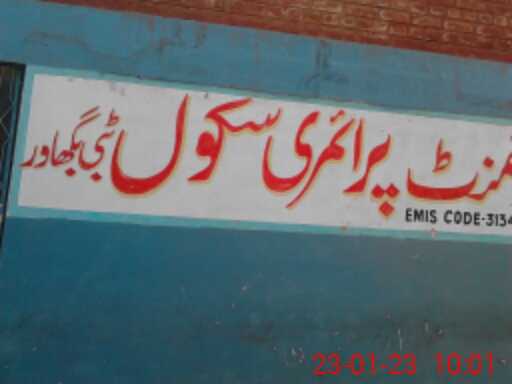 منٹ پرائمری سکول ٹبی بگھاور
EMIS CODE-3134
23-01-23 10:01